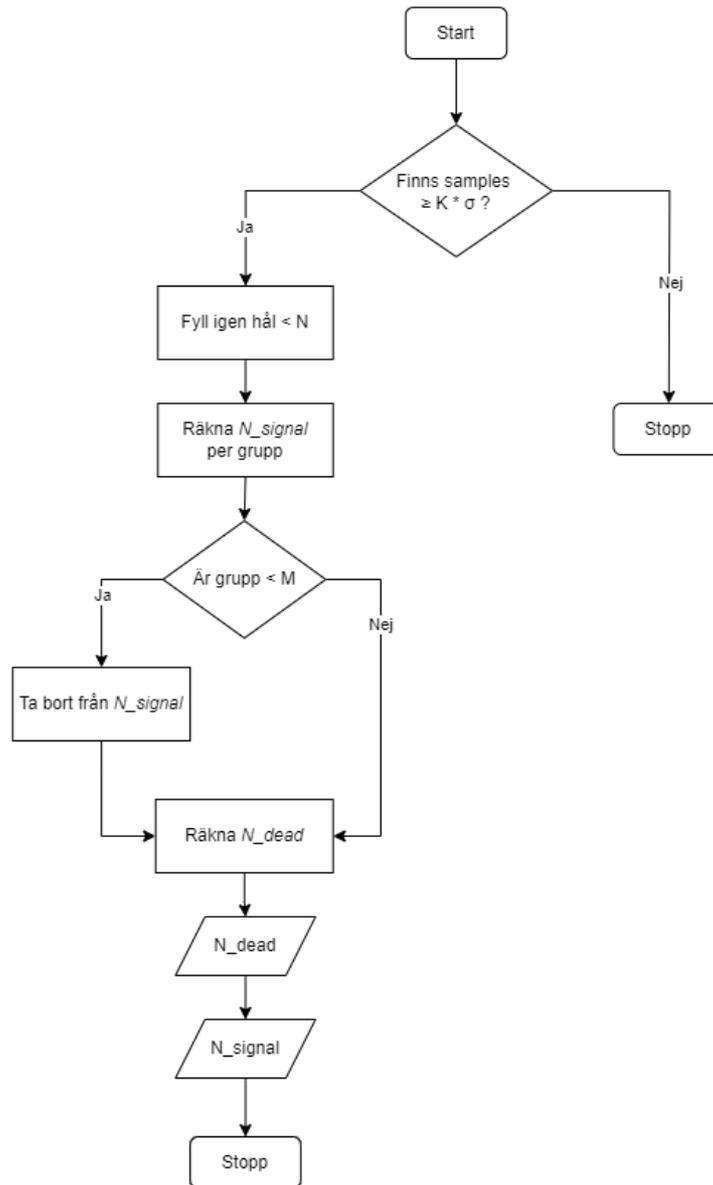 Start
Finns samples
≥ K * σ ?
Ja
Nej
Fyll igen hål < N
Räkna N_signal
per grupp
Stopp
Är grupp < M
Ja
Nej
Ta bort från N_signal
Räkna N_dead
N_dead
N_signal
Stopp